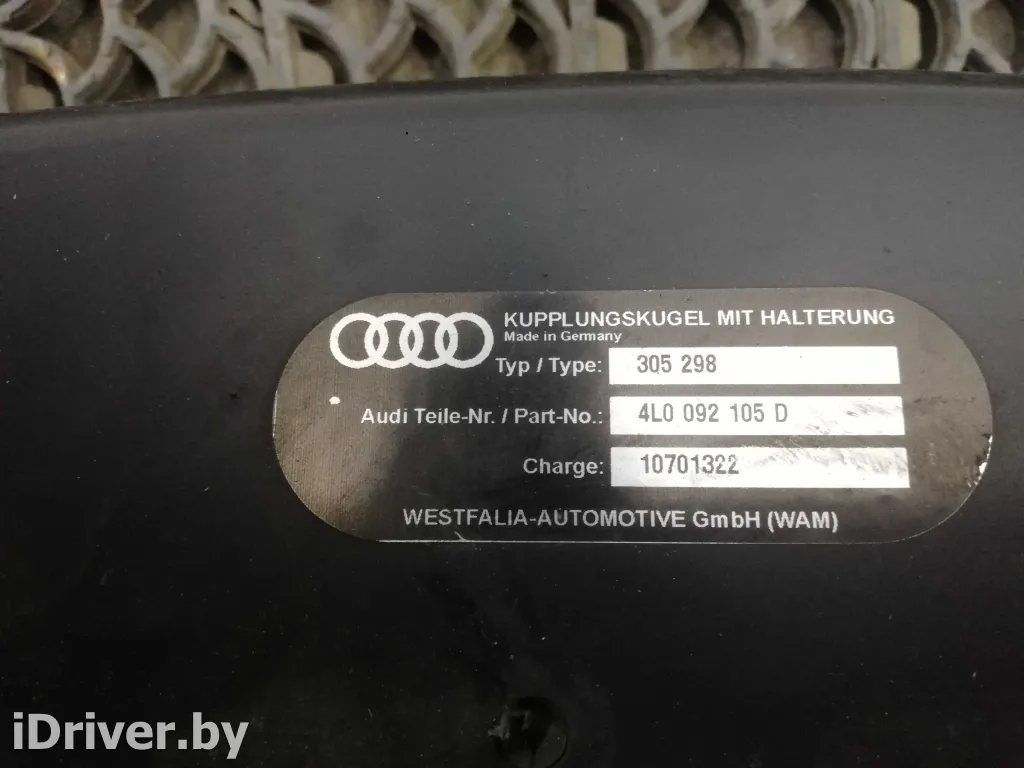 KUPPLUNGSKUGEL MIT HALTERUNG
Made in Germany
Typ / Type: 305 298
Audi Teile-Nr. / Part-No.: 4L0 092 105 D
Charge: 10701322
WESTFALIA-AUTOMOTIVE GmbH (WAM)
iDriver.by